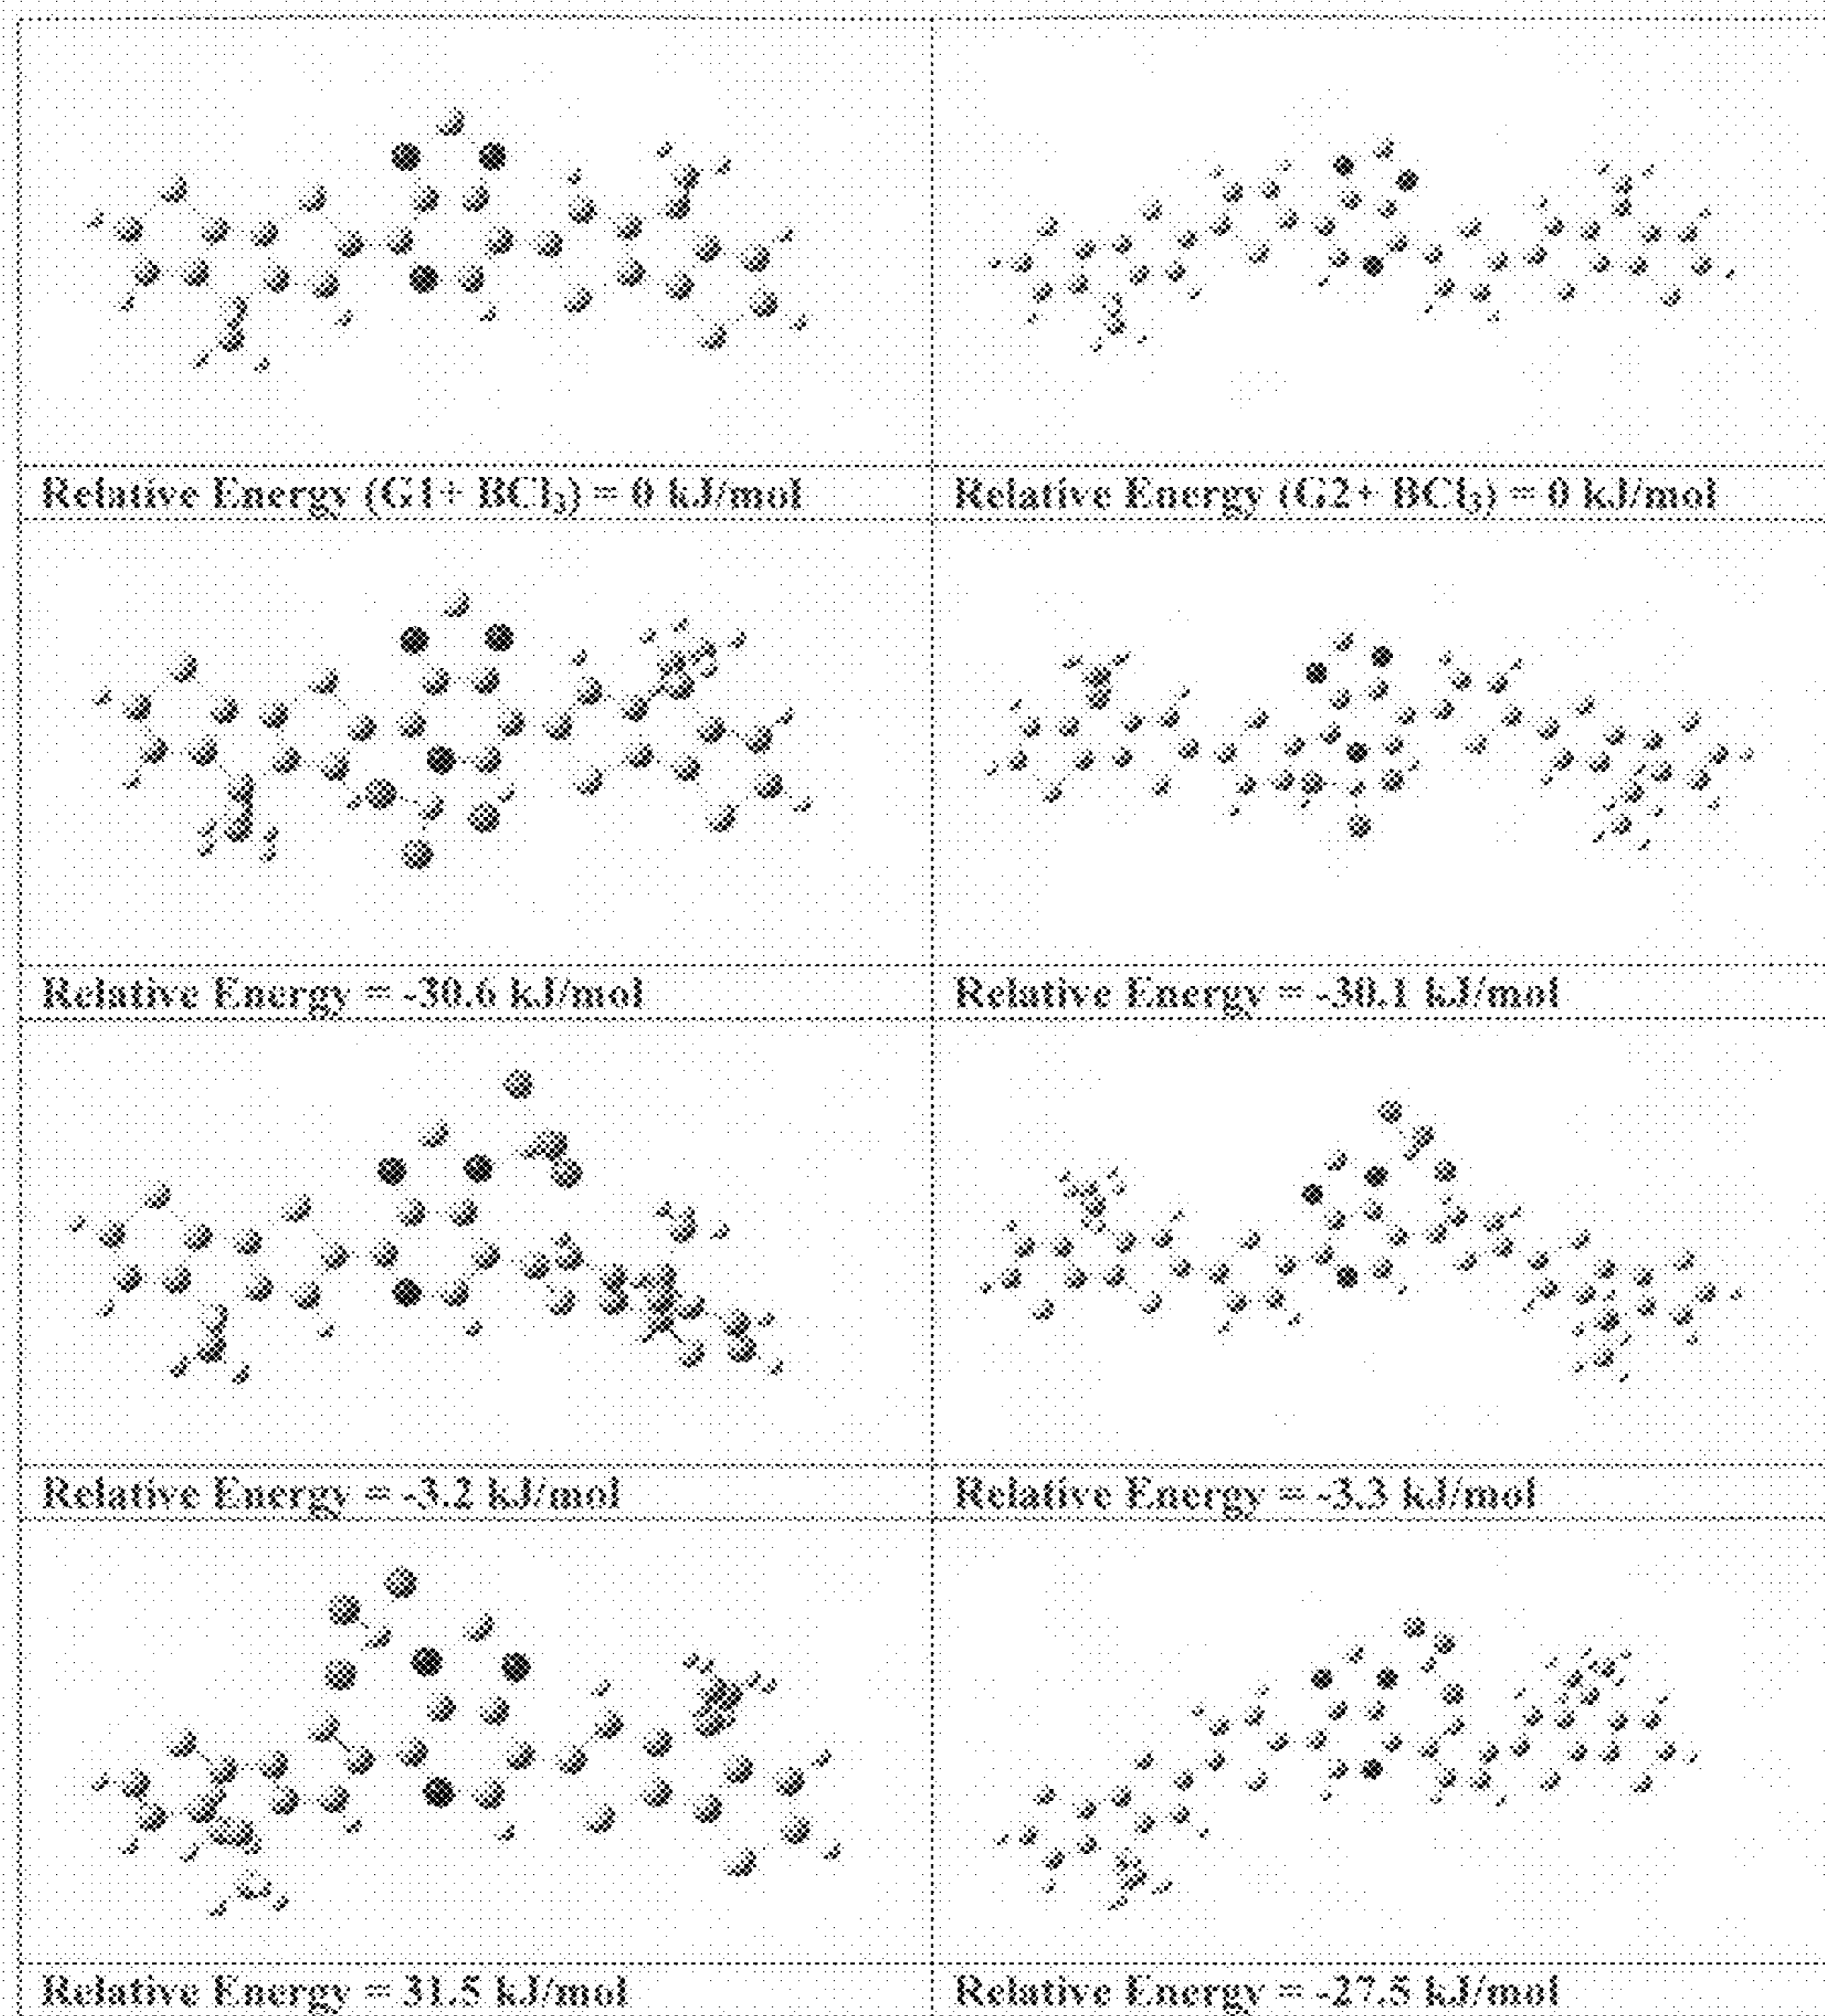 Relative Energy (G1+ BCl₃) = 0 kJ/mol
Relative Energy (G2+ BCl₃) = 0 kJ/mol
Relative Energy = -30.6 kJ/mol
Relative Energy = -30.1 kJ/mol
Relative Energy = -3.2 kJ/mol
Relative Energy = -3.3 kJ/mol
Relative Energy = 31.5 kJ/mol
Relative Energy = -27.5 kJ/mol